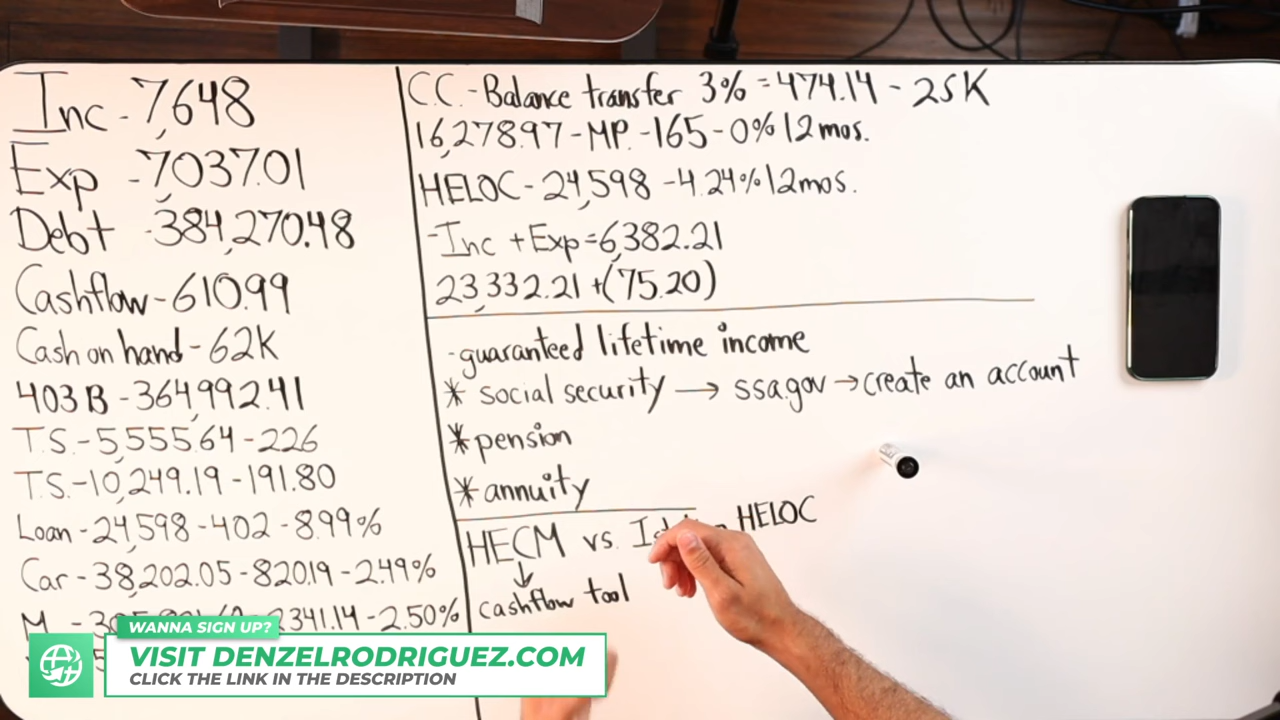 Inc - 7,648
Exp - 7,037.01
Debt - 384,270.48
Cashflow - 610.99
Cash on hand - 62K
403B - 364,992.41
T.S. - 5,555.64 - 226
T.S. - 10,249.19 - 191.80
Loan - 24,598 - 402 - 8.99%
Car - 38,202.05 - 820.19 - 2.49%
M - 2341.14 - 2.50%
C.C. - Balance transfer 3% = 474.14 - 25K
16,278.97 - MP - 165 - 0% 12mos.
HELOC - 24,598 - 4.24% 12mos.
- Inc + Exp = 6,382.21
23,332.21 + (75.20)
- guaranteed lifetime income
* social security → ssa.gov → create an account
* pension
* annuity
HECM vs. HELOC
↓
cashflow tool
WANNA SIGN UP?
VISIT DENZELRODRIGUEZ.COM
CLICK THE LINK IN THE DESCRIPTION